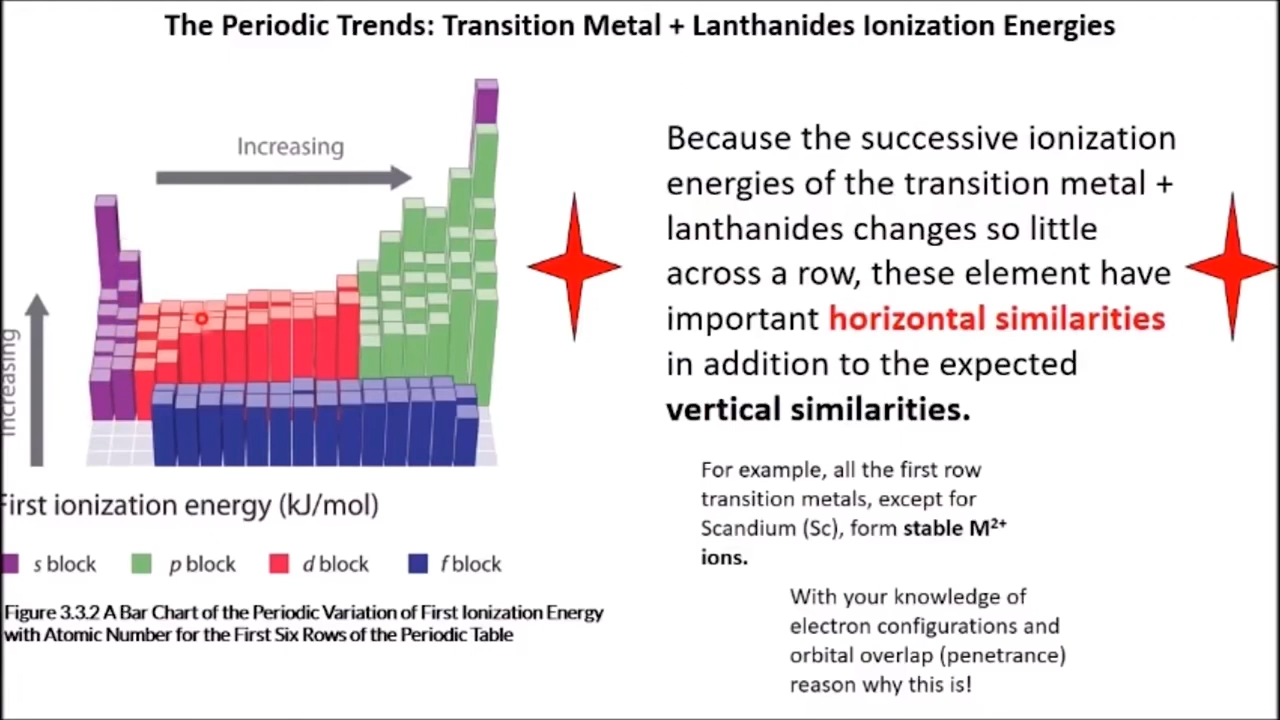 The Periodic Trends: Transition Metal + Lanthanides Ionization Energies
Increasing
Increasing
First ionization energy (kJ/mol)
s block
p block
d block
f block
Figure 3.3.2 A Bar Chart of the Periodic Variation of First Ionization Energy
with Atomic Number for the First Six Rows of the Periodic Table
Because the successive ionization
energies of the transition metal +
lanthanides changes so little
across a row, these element have
important horizontal similarities
in addition to the expected
vertical similarities.
For example, all the first row
transition metals, except for
Scandium (Sc), form stable M²⁺
ions.
With your knowledge of
electron configurations and
orbital overlap (penetrance)
reason why this is!